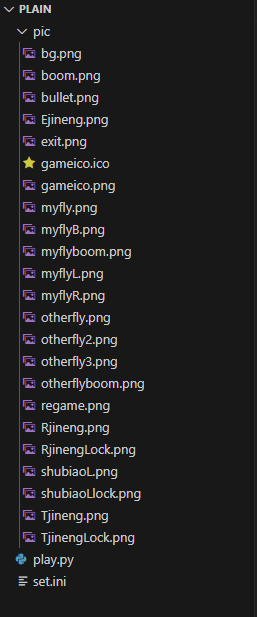 PLAIN
pic
bg.png
boom.png
bullet.png
Ejineng.png
exit.png
gameico.ico
gameico.png
myfly.png
myflyB.png
myflyboom.png
myflyL.png
myflyR.png
otherfly.png
otherfly2.png
otherfly3.png
otherflyboom.png
regame.png
Rjineng.png
RjinengLock.png
shubiaoL.png
shubiaoLlock.png
Tjineng.png
TjinengLock.png
play.py
set.ini